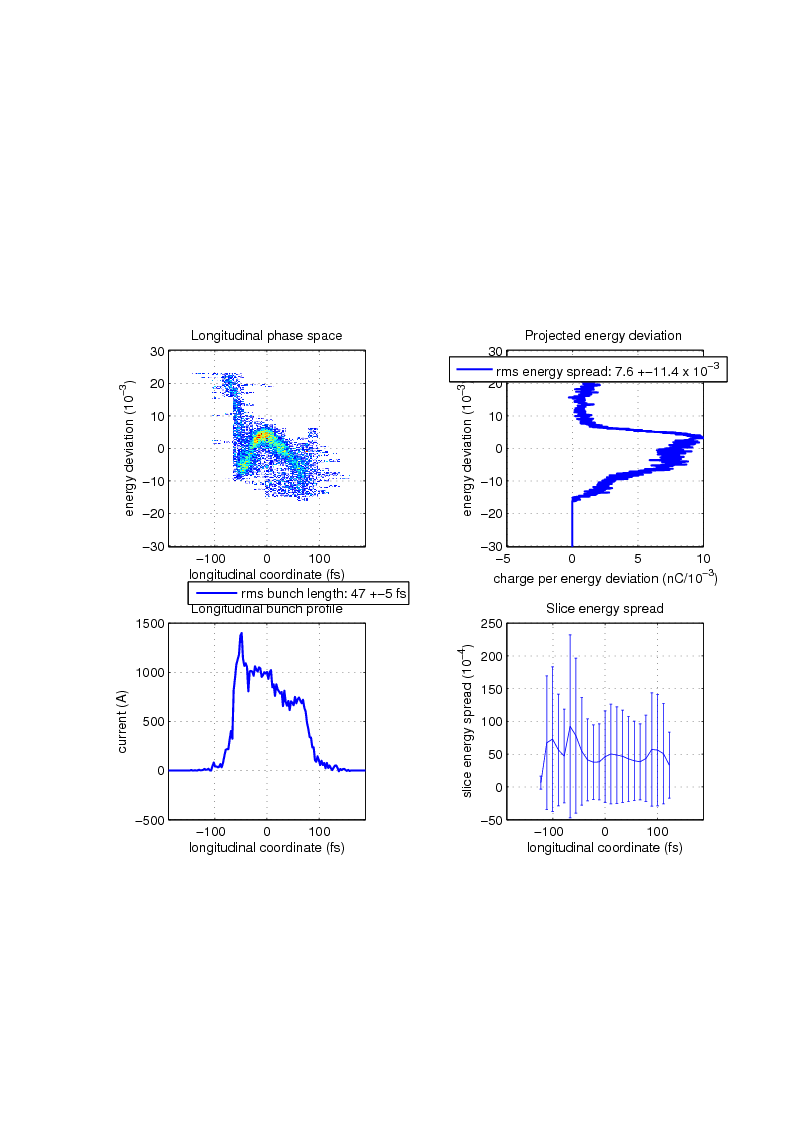 Longitudinal phase space
30
20
10
0
−10
−20
−30
energy deviation (10−3)
−100 0 100
longitudinal coordinate (fs)
Projected energy deviation
30
rms energy spread: 7.6 +−11.4 x 10−3
20
10
0
−10
−20
−30
energy deviation (10−3
−5 0 5 10
charge per energy deviation (nC/10−3)
rms bunch length: 47 +−5 fs
Longitudinal bunch profile
1500
1000
500
0
−500
current (A)
−100 0 100
longitudinal coordinate (fs)
Slice energy spread
250
200
150
100
50
0
−50
slice energy spread (10−4)
−100 0 100
longitudinal coordinate (fs)